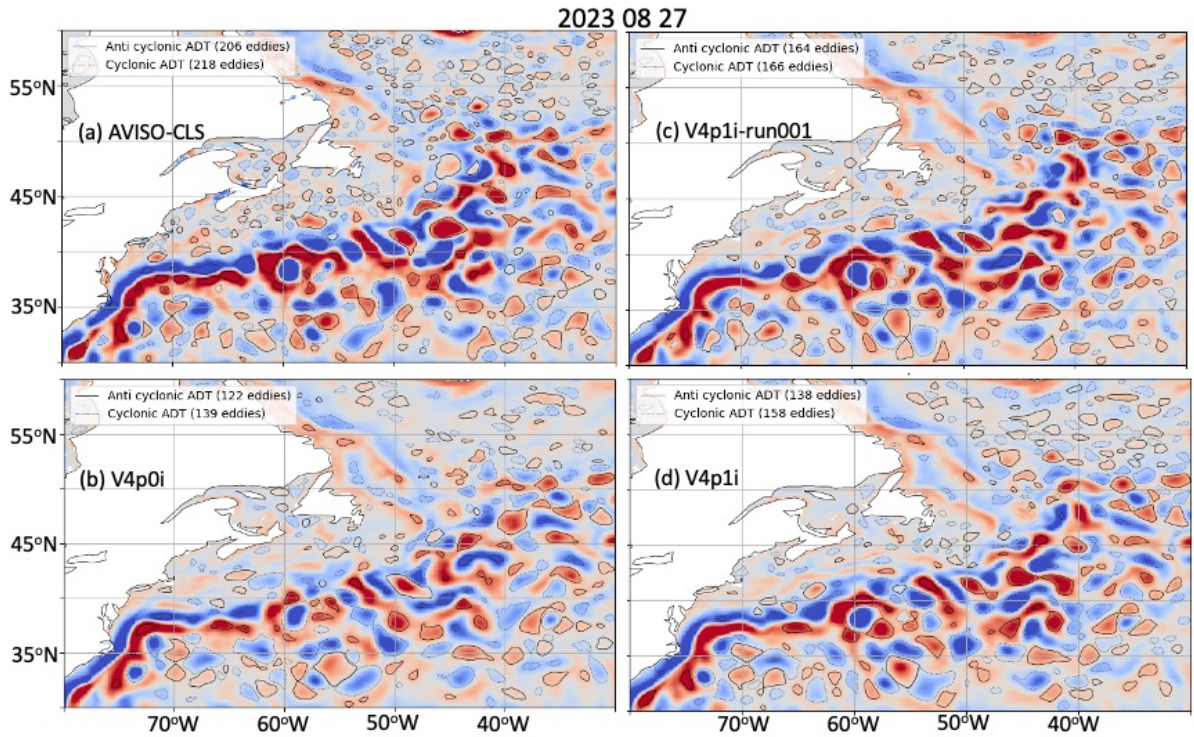 2023 08 27
Anti cyclonic ADT (206 eddies)
Cyclonic ADT (218 eddies)
(a) AVISO-CLS
55°N
45°N
35°N
Anti cyclonic ADT (164 eddies)
Cyclonic ADT (166 eddies)
(c) V4p1i-run001
Anti cyclonic ADT (122 eddies)
Cyclonic ADT (139 eddies)
(b) V4p0i
55°N
45°N
35°N
70°W 60°W 50°W 40°W
Anti cyclonic ADT (138 eddies)
Cyclonic ADT (158 eddies)
(d) V4p1i
70°W 60°W 50°W 40°W